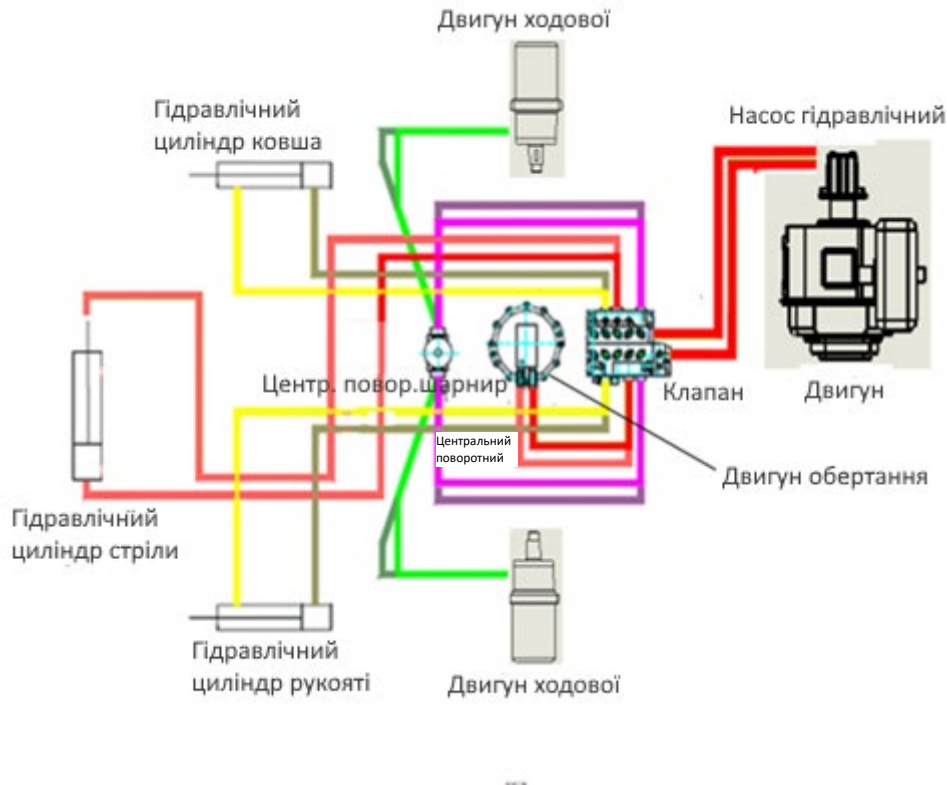 Двигун ходової
Гідравлічний
циліндр ковша
Насос гідравлічний
Центр. повор.шарнир
Клапан
Двигун
Центральний
поворотний
Двигун обертання
Гідравлічний
циліндр стріли
Гідравлічний
циліндр рукояті
Двигун ходової